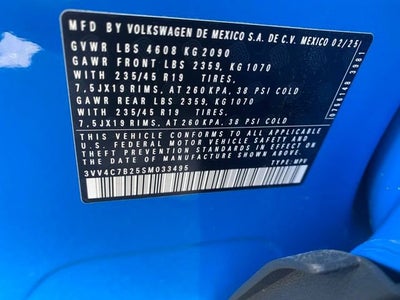 MFD BY VOLKSWAGEN DE MEXICO S.A. DE C.V. MEXICO 02/25
GVWR LBS 4608 KG 2090
GAWR FRONT LBS 2359, KG 1070
WITH 235/45 R19 TIRES,
7,5JX19 RIMS, AT 260 KPA, 38 PSI COLD
GAWR REAR LBS 2359, KG 1070
WITH 235/45 R19 TIRES,
7,5JX19 RIMS, AT 260 KPA, 38 PSI COLD
THIS VEHICLE CONFORMS TO ALL APPLICABLE
U.S. FEDERAL MOTOR VEHICLE SAFETY AND
THEFT PREVENTION STANDARDS IN EFFECT ON
THE DATE OF MANUFACTURE SHOWN ABOVE.
3VV4C7B25SM033495 TYPE: MPV